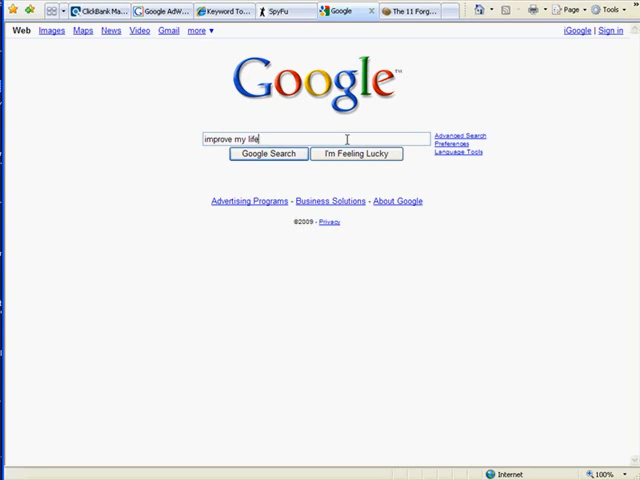 ClickBank Ma... Google AdW... Keyword To... SpyFu Google The 11 Forg... Page Tools
Web Images Maps News Video Gmail more ▼ iGoogle | Sign in
Google™
improve my life
Advanced Search
Preferences
Language Tools
Google Search I'm Feeling Lucky
Advertising Programs - Business Solutions - About Google
©2009 - Privacy
Internet 100%